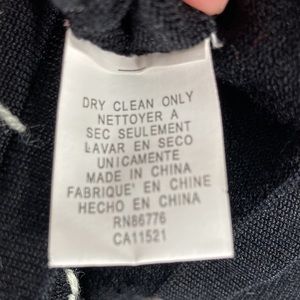 DRY CLEAN ONLY
NETTOYER A
SEC SEULEMENT
LAVAR EN SECO
UNICAMENTE
MADE IN CHINA
FABRIQUE' EN CHINE
HECHO EN CHINA
RN86776
CA11521